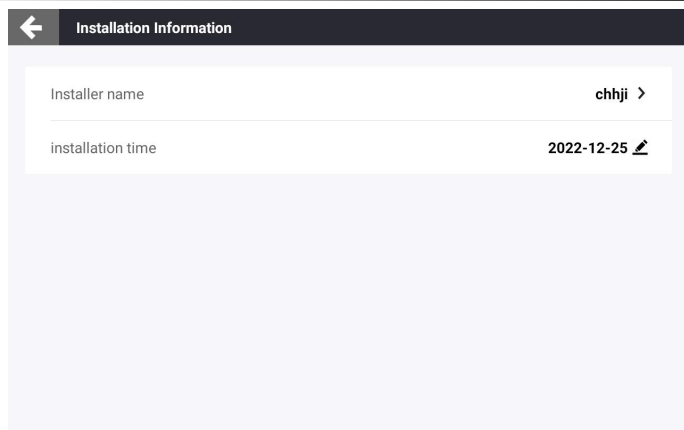 Installation Information
Installer name chhji
installation time 2022-12-25